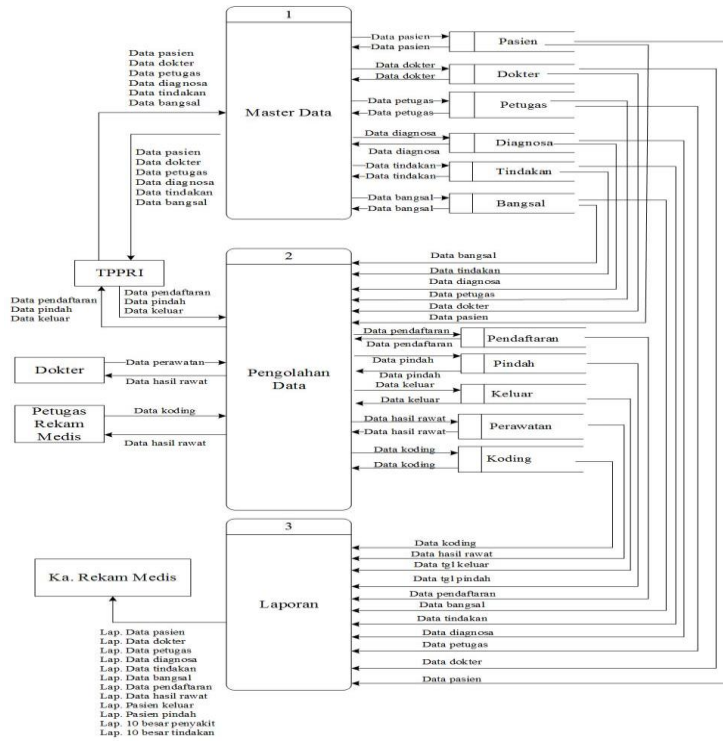 1
Master Data
Data pasien
Data dokter
Data petugas
Data diagnosa
Data tindakan
Data bangsal
Data pasien
Data dokter
Data petugas
Data diagnosa
Data tindakan
Data bangsal
Data pasien
Data pasien
Pasien
Data dokter
Data dokter
Dokter
Data petugas
Data petugas
Petugas
Data diagnosa
Data diagnosa
Diagnosa
Data tindakan
Data tindakan
Tindakan
Data bangsal
Data bangsal
Bangsal
TPPRI
Data pendaftaran
Data pindah
Data keluar
Data pendaftaran
Data pindah
Data keluar
2
Pengolahan
Data
Data bangsal
Data tindakan
Data diagnosa
Data petugas
Data dokter
Data pasien
Data pendaftaran
Data pendaftaran
Pendaftaran
Data pindah
Data pindah
Pindah
Data keluar
Data keluar
Keluar
Data hasil rawat
Data hasil rawat
Perawatan
Data koding
Data koding
Koding
Dokter
Data perawatan
Data hasil rawat
Petugas
Rekam
Medis
Data koding
Data hasil rawat
3
Laporan
Data koding
Data hasil rawat
Data tgl keluar
Data tgl pindah
Data pendaftaran
Data bangsal
Data tindakan
Data diagnosa
Data petugas
Data dokter
Data pasien
Ka. Rekam Medis
Lap. Data pasien
Lap. Data dokter
Lap. Data petugas
Lap. Data diagnosa
Lap. Data tindakan
Lap. Data bangsal
Lap. Data pendaftaran
Lap. Data hasil rawat
Lap. Pasien keluar
Lap. Pasien pindah
Lap. 10 besar penyakit
Lap. 10 besar tindakan